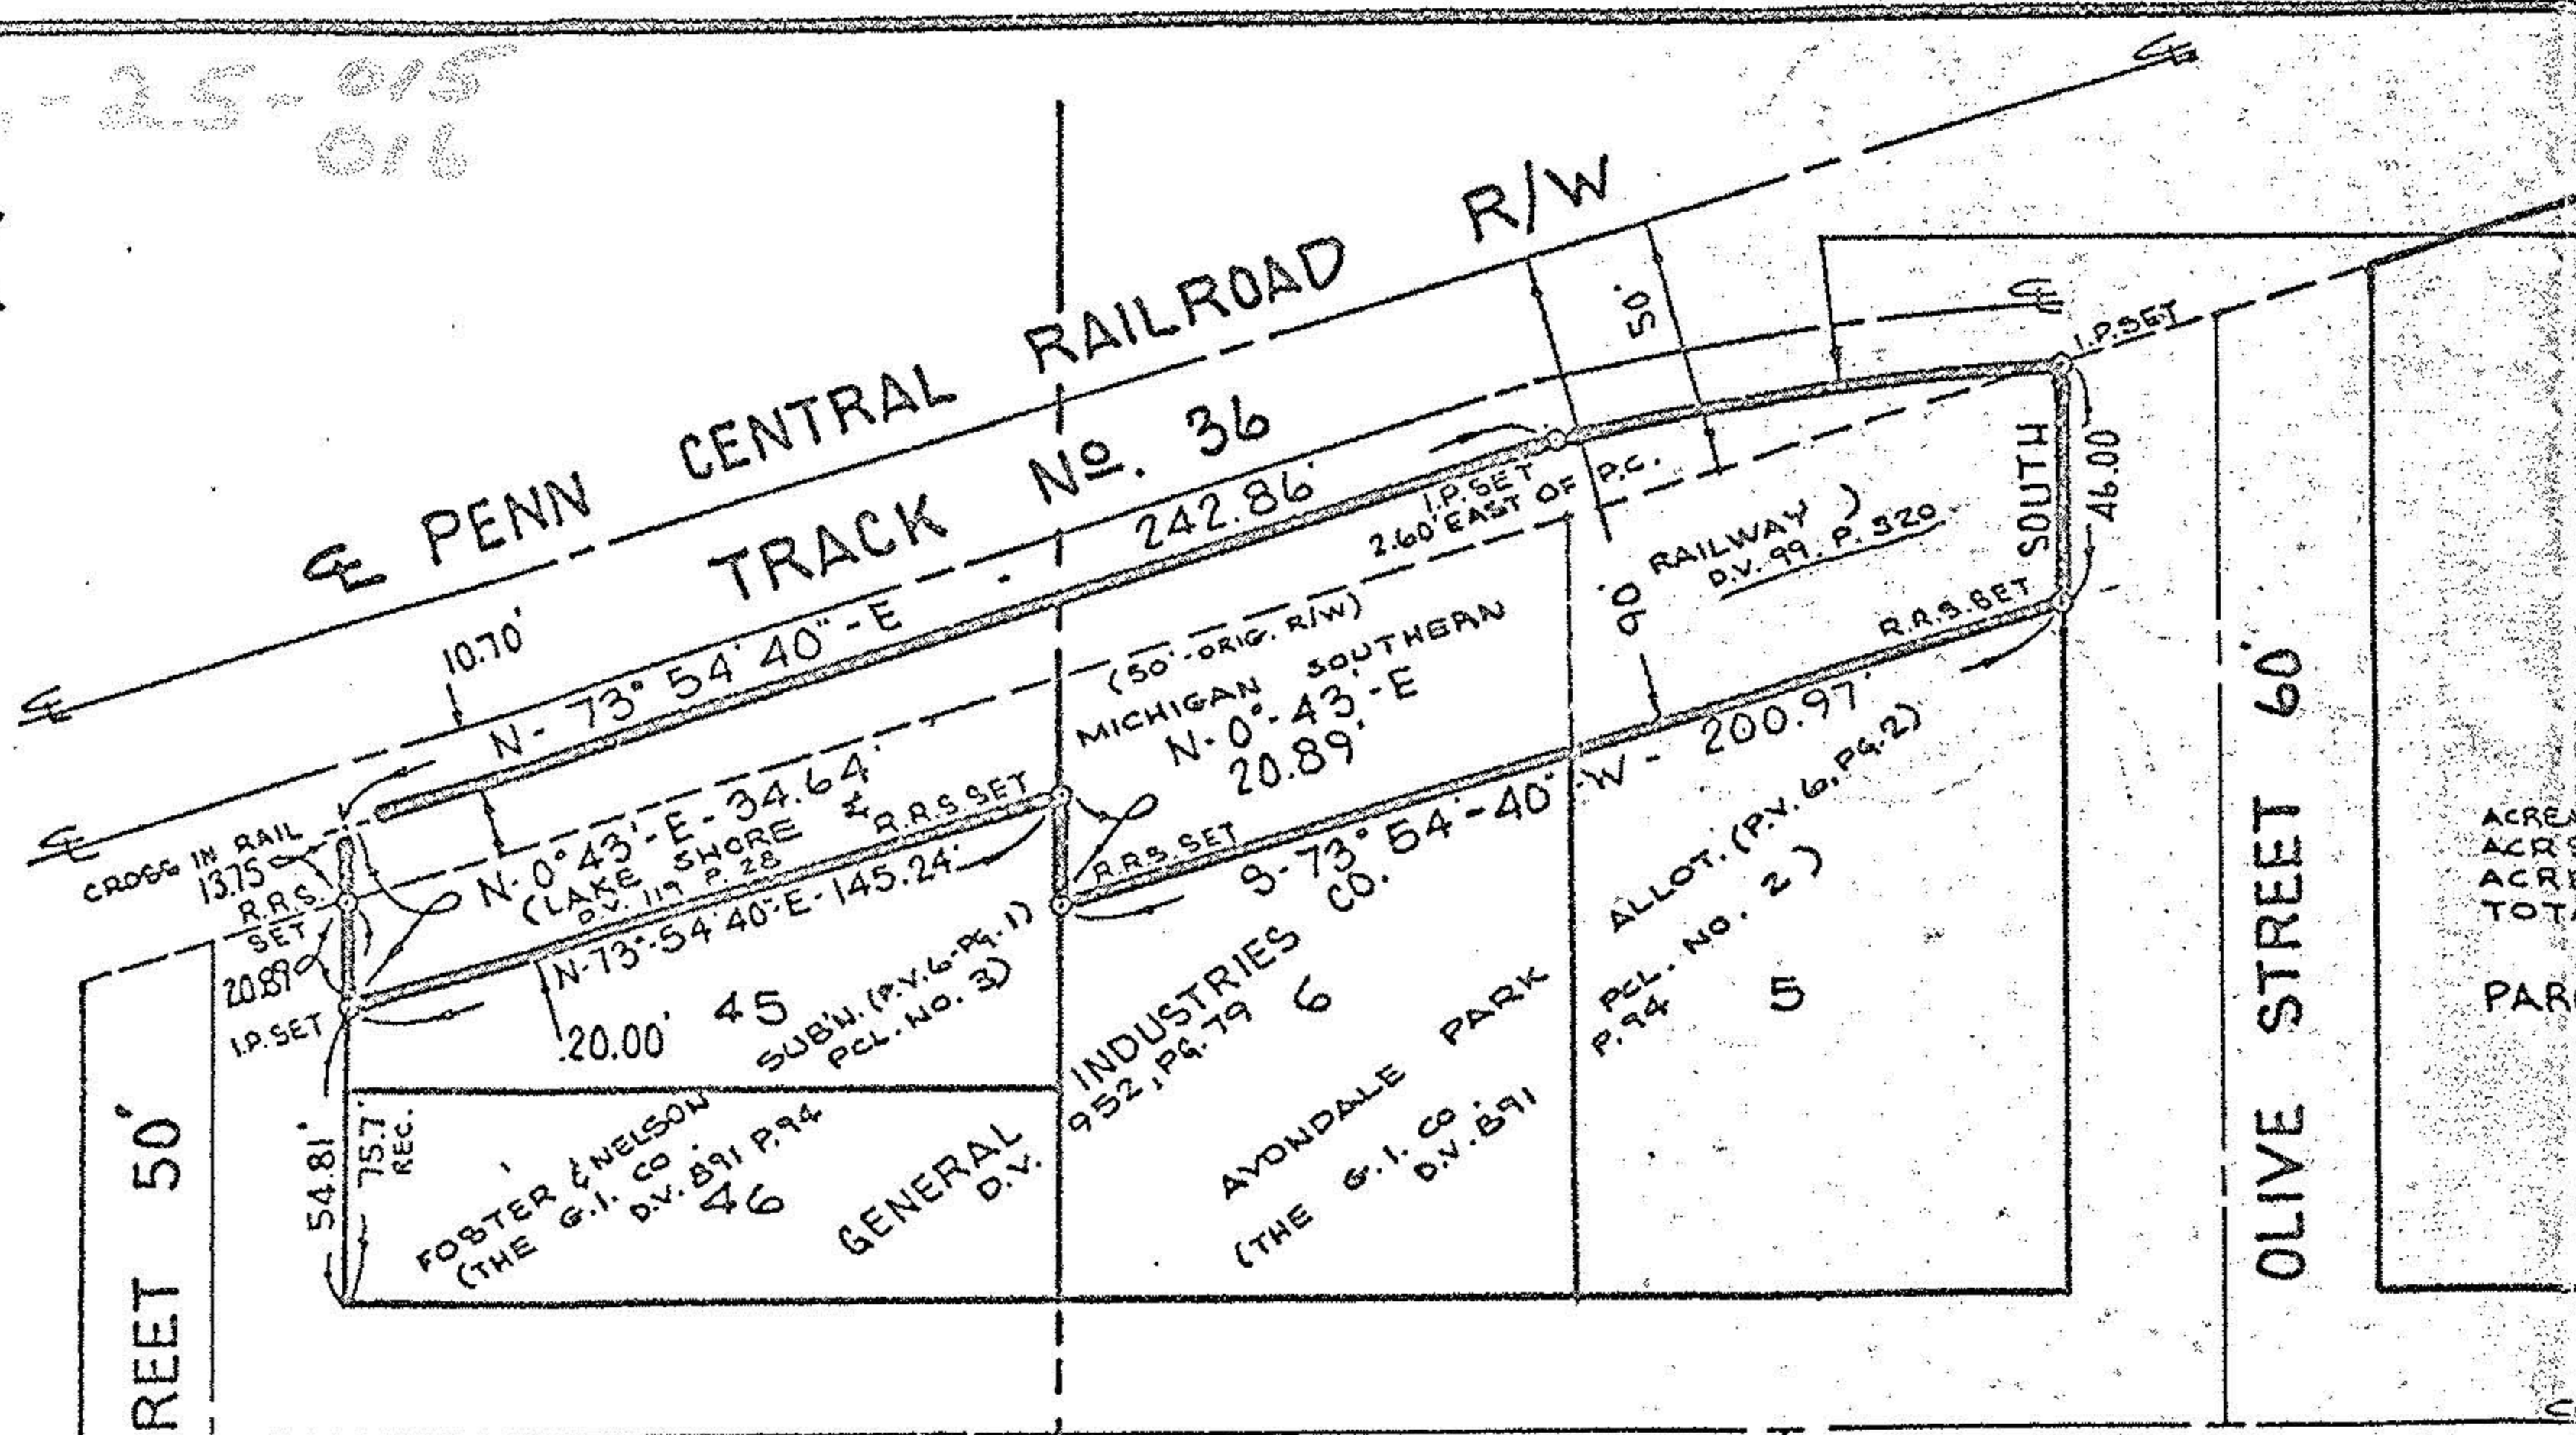 -25-015
016
℄
℄ PENN CENTRAL RAILROAD R/W
TRACK No. 36
℄
℄
℄
50'
I.P. SET
10.70'
N-73°54'40"-E
242.86'
I.P. SET
2.60' EAST OF P.C.
(50'-ORIG. R/W)
MICHIGAN SOUTHERN
RAILWAY )
D.V. 99. P. 320
SOUTH
46.00
N-0°-43'-E
20.89'
90'
R.R.S. SET
CROSS IN RAIL
13.75
R.R.S.
SET
20.89
I.P. SET
N-0°43'-E-34.64'
(LAKE SHORE &
D.V. 119 P. 28
R.R.S. SET
N-73°-54'40"-E-145.24'
R.R.S. SET
S-73°54'-40"-W- 200.97'
20.00'
45
SUB'N. (P.V.6-PG.1)
PCL. NO. 3)
INDUSTRIES CO.
952, PG. 79
6
ALLOT. (P.V. 6, PG. 2)
PCL. NO. 2)
P. 94
5
54.81'
75.7'
REC.
FOSTER & NELSON
(THE G.I. CO.
D.V. 891 P. 94
46
GENERAL
D.V.
AVONDALE PARK
(THE G.I. CO.
D.V. 891
REET 50'
OLIVE STREET 60'
ACRE
ACR
ACRE
TOT
PAR